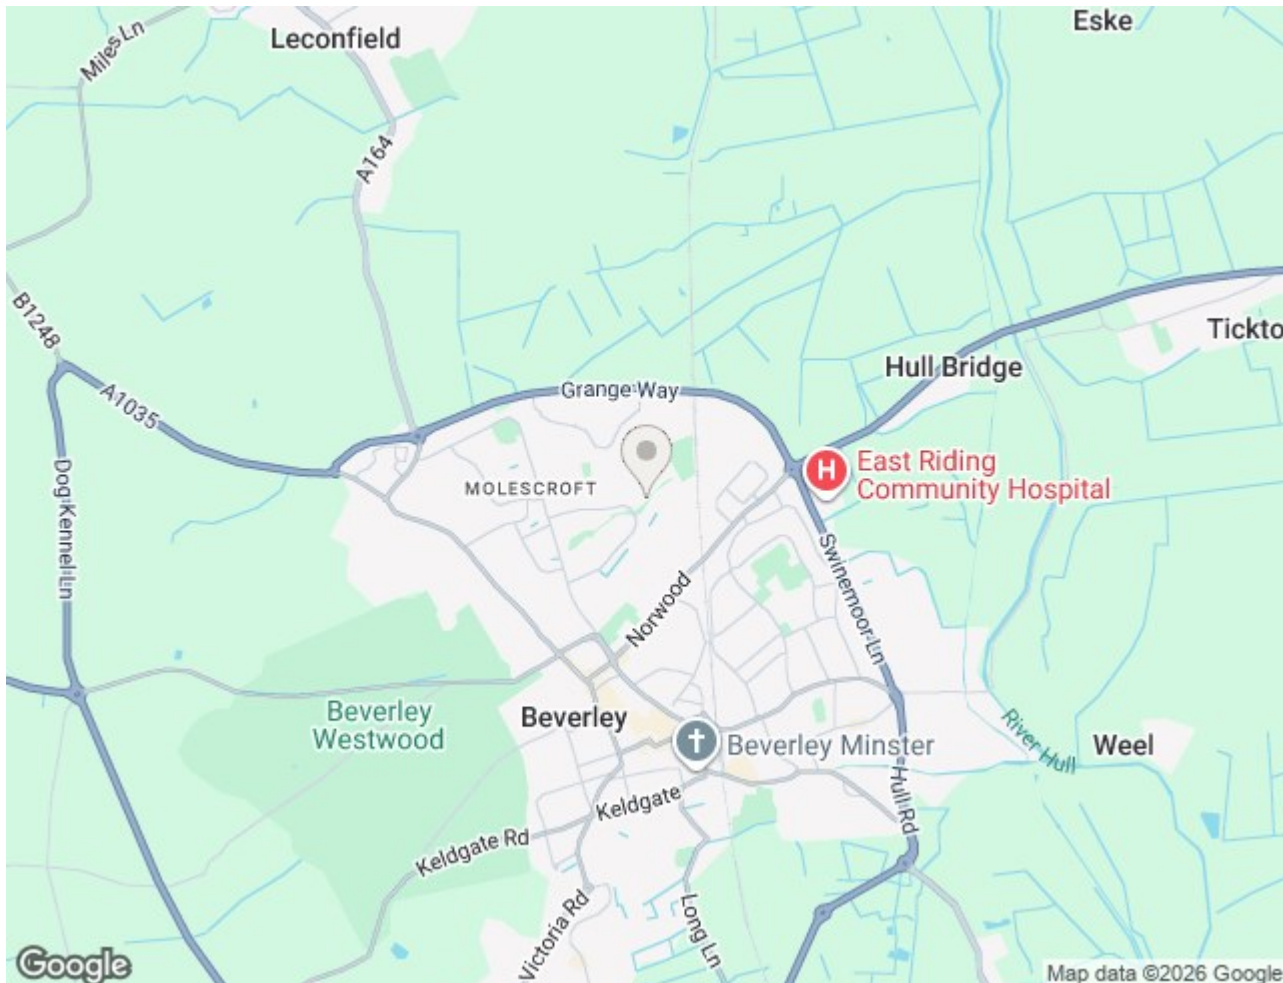 Eske
Leconfield
Miles Ln
A164
B1248
Tickto
Hull Bridge
Grange Way
A1035
East Riding
Community Hospital
MOLESCROFT
Dog Kennel Ln
Swinemoor Ln
Norwood
Beverley
Westwood
Beverley
Beverley Minster
River Hull
Weel
Hull Rd
Keldgate
Keldgate Rd
Victoria Rd
Long Ln
Google
Map data ©2026 Google